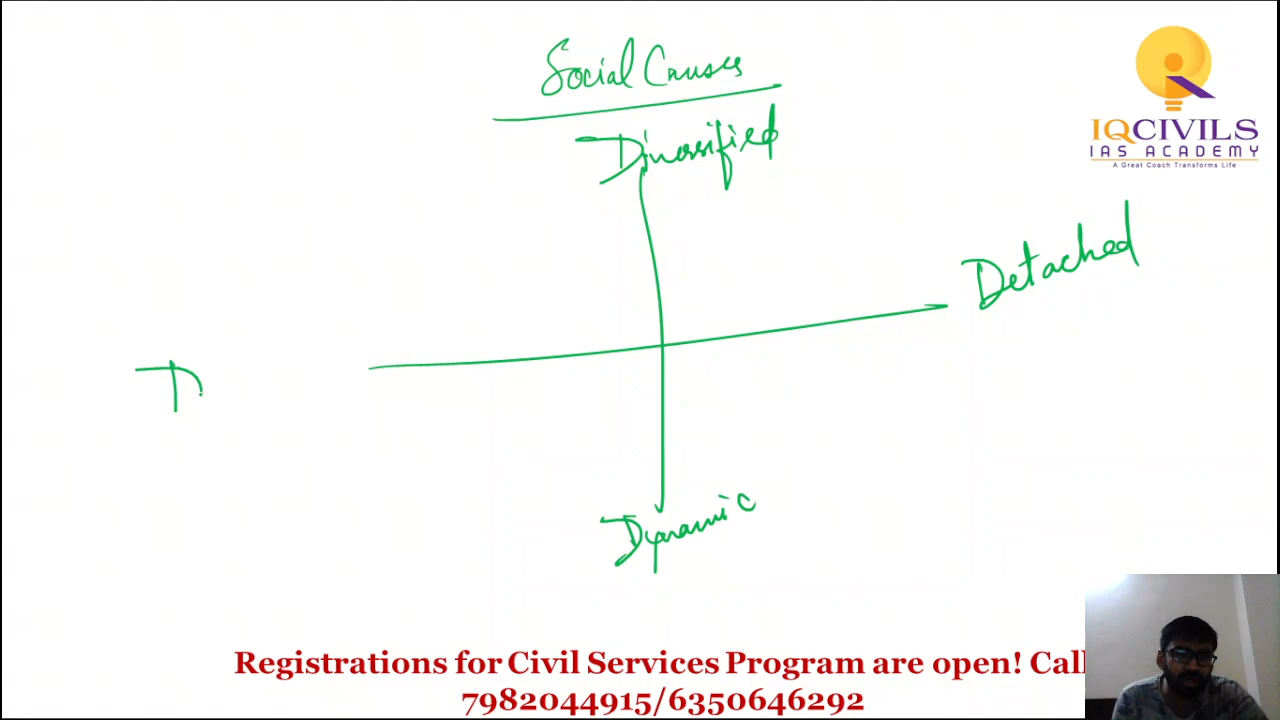 Social Causes
Diversified
IQCIVILS
IAS ACADEMY
A Great Coach Transforms Life
Detached
Dynamic
Registrations for Civil Services Program are open! Call
7982044915/6350646292